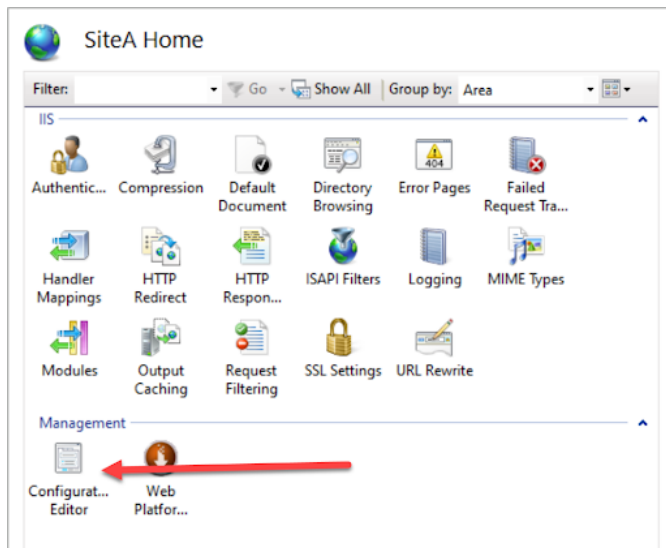 SiteA Home
Filter: Go Show All Group by: Area
IIS
Authentic... Compression Default Document Directory Browsing Error Pages Failed Request Tra...
404
Handler Mappings HTTP Redirect HTTP Respon... ISAPI Filters Logging MIME Types
Modules Output Caching Request Filtering SSL Settings URL Rewrite
Management
Configurat... Editor Web Platfor...